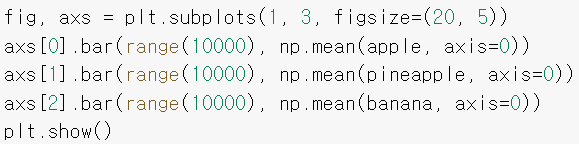 fig, axs = plt.subplots(1, 3, figsize=(20, 5))
axs[0].bar(range(10000), np.mean(apple, axis=0))
axs[1].bar(range(10000), np.mean(pineapple, axis=0))
axs[2].bar(range(10000), np.mean(banana, axis=0))
plt.show()